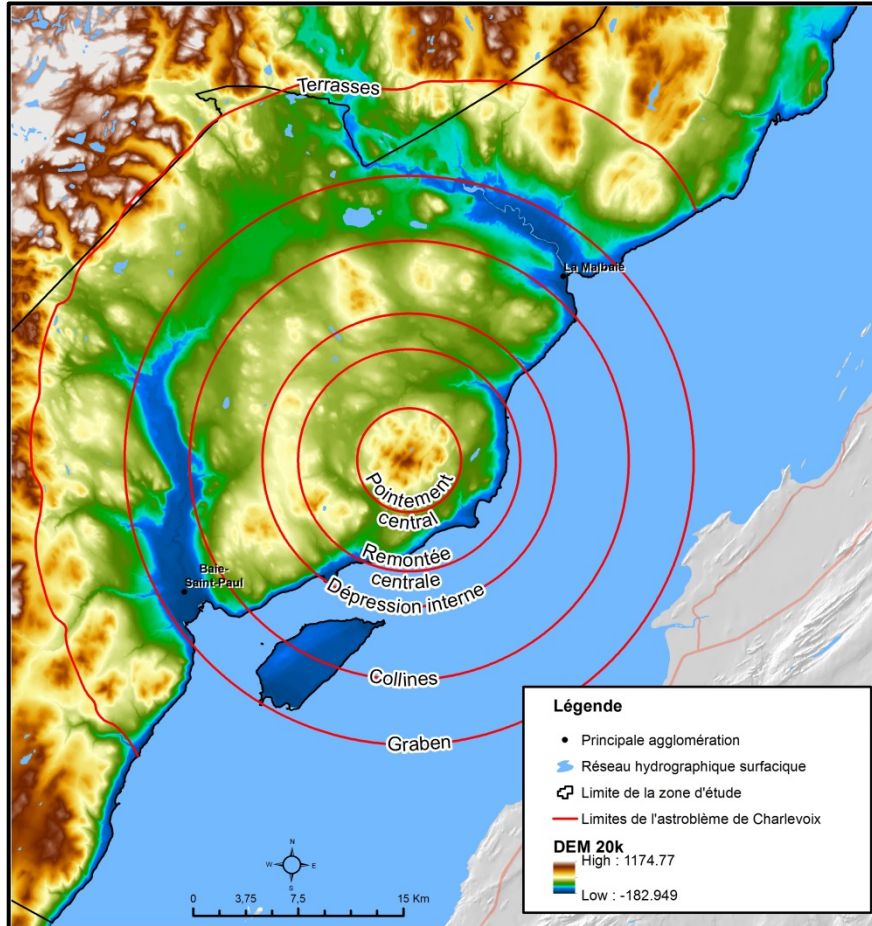 Terrasses
La Malbaie
Pointement
central
Remontée
centrale
Baie-
Saint-Paul
Dépression interne
Collines
Graben
Légende
Principale agglomération
Réseau hydrographique surfacique
Limite de la zone d'étude
Limites de l'astroblème de Charlevoix
DEM 20k
High : 1174.77
Low : -182.949
N
W E
S
0 3,75 7,5 15 Km